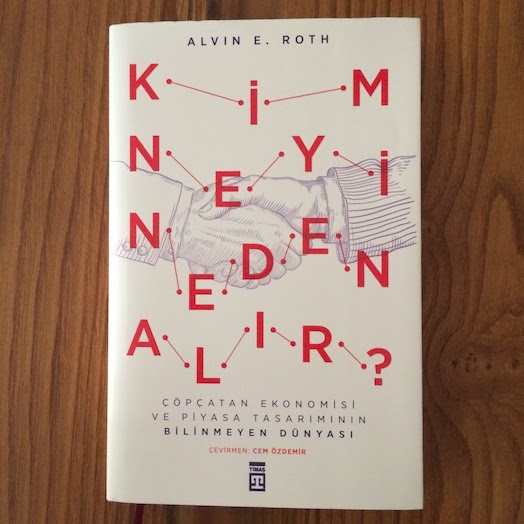 ALVIN E. ROTH
KİM
NEYİ
NEDEN
ALIR?
ÇÖPÇATAN EKONOMİSİ
VE PİYASA TASARIMININ
BİLİNMEYEN DÜNYASI
ÇEVİRMEN: CEM ÖZDEMİR
TİMAŞ